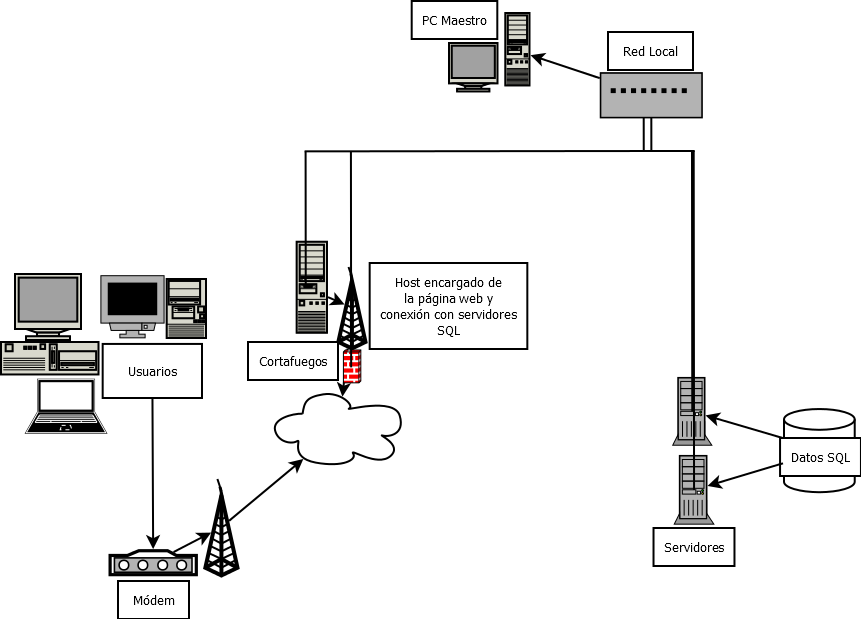 PC Maestro
Red Local
Host encargado de
la página web y
conexión con servidores
SQL
Cortafuegos
Usuarios
Datos SQL
Servidores
Módem